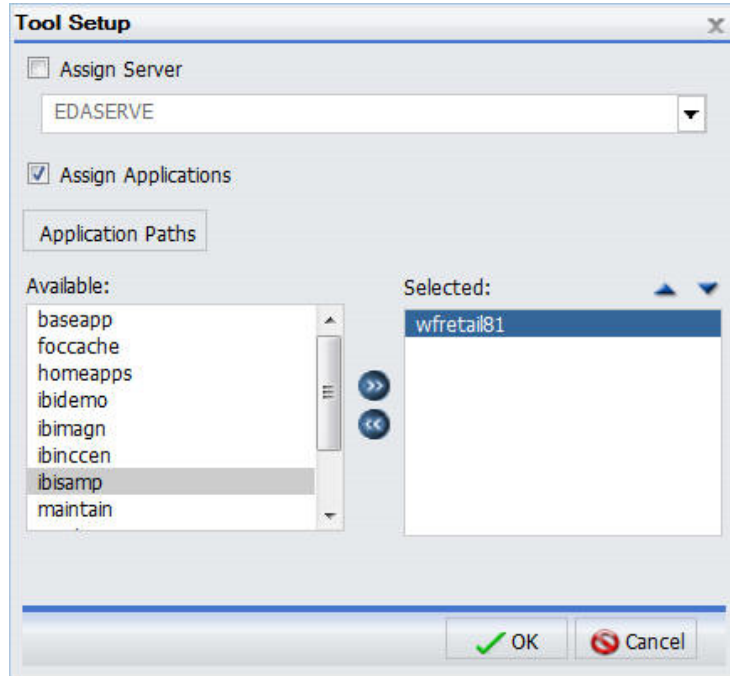 Tool Setup
Assign Server
EDASERVE
Assign Applications
Application Paths
Available:
baseapp
foccache
homeapps
ibidemo
ibimagn
ibinccen
ibisamp
maintain
Selected:
wfretail81
OK
Cancel